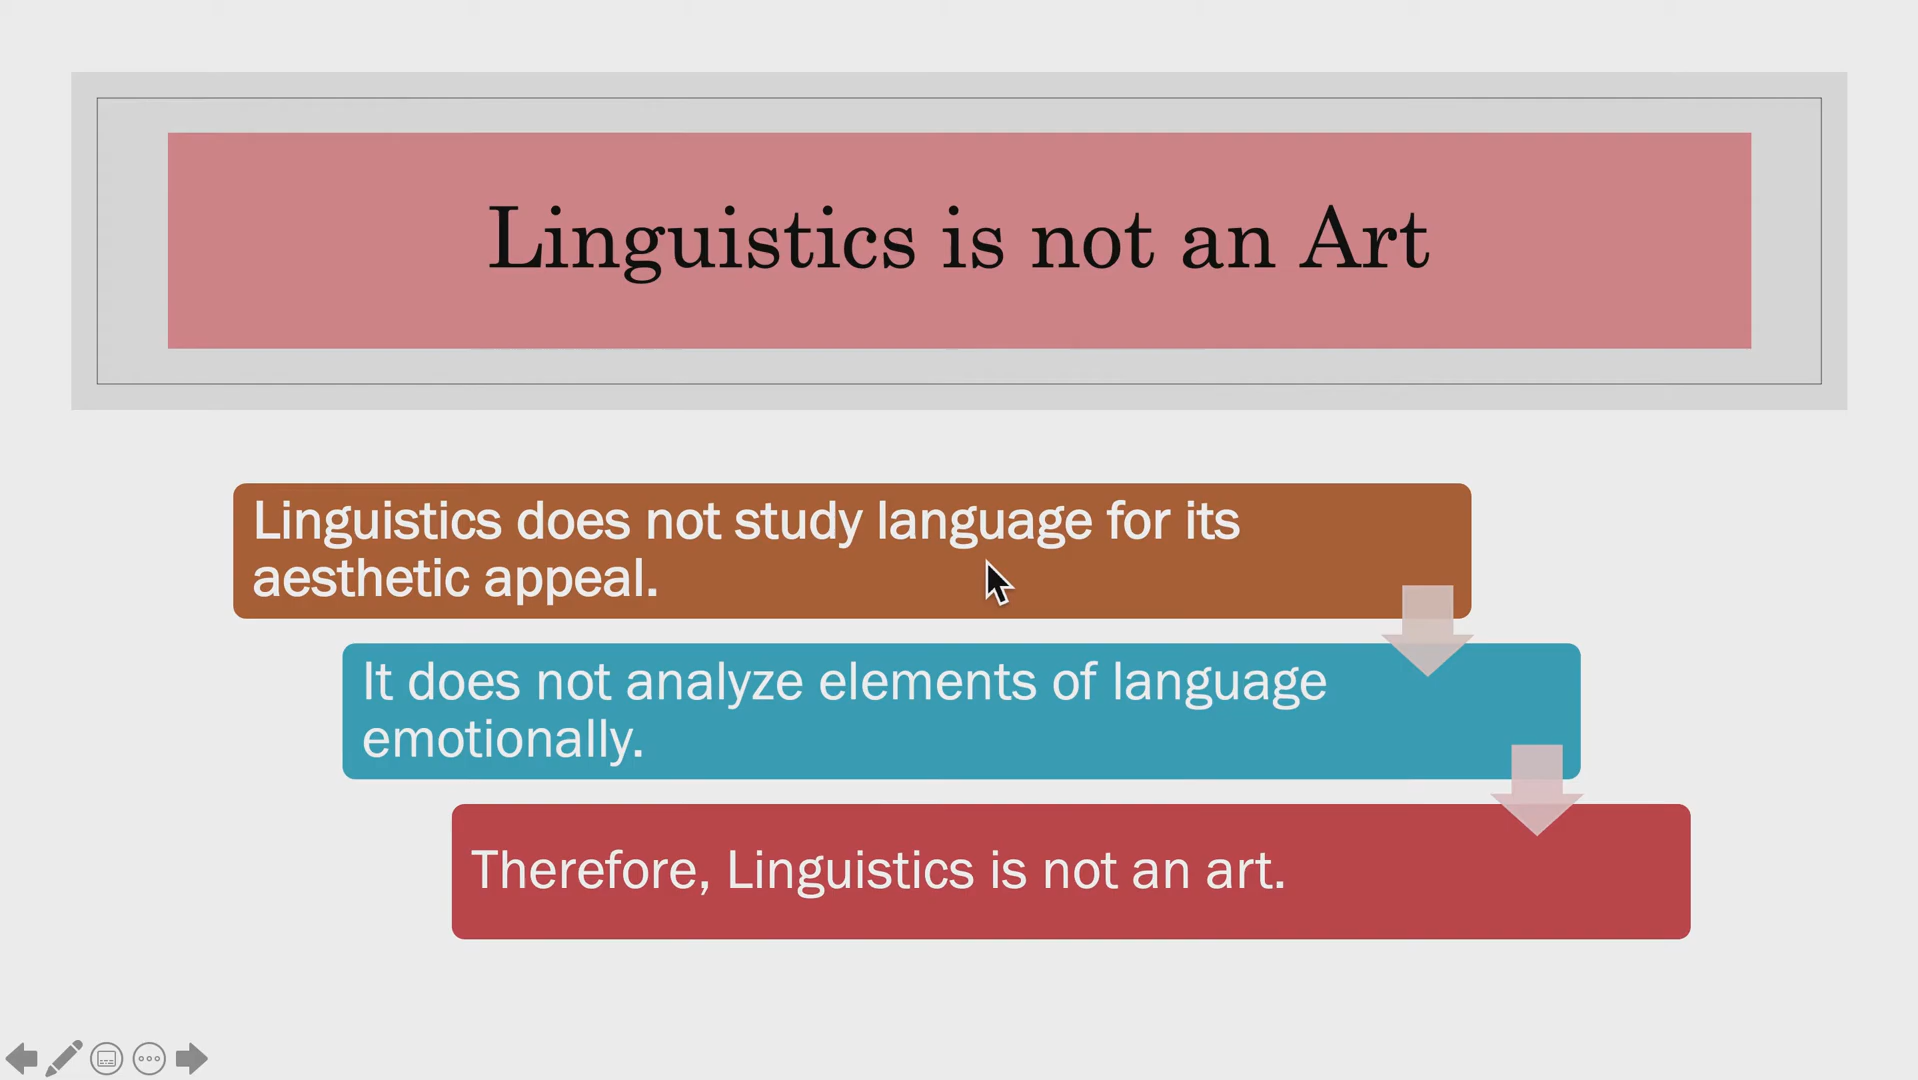 Linguistics is not an Art
Linguistics does not study language for its
aesthetic appeal.
It does not analyze elements of language
emotionally.
Therefore, Linguistics is not an art.